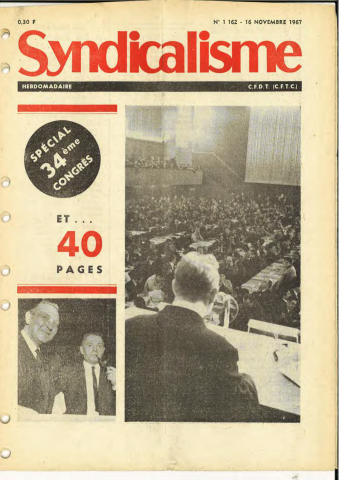 0,30 F
N° 1 162 - 16 NOVEMBRE 1967
Syndicalisme
HEBDOMADAIRE
C.F.D.T. (C.F.T.C.)
SPÉCIAL
34ème
CONGRÈS
ET...
40
PAGES